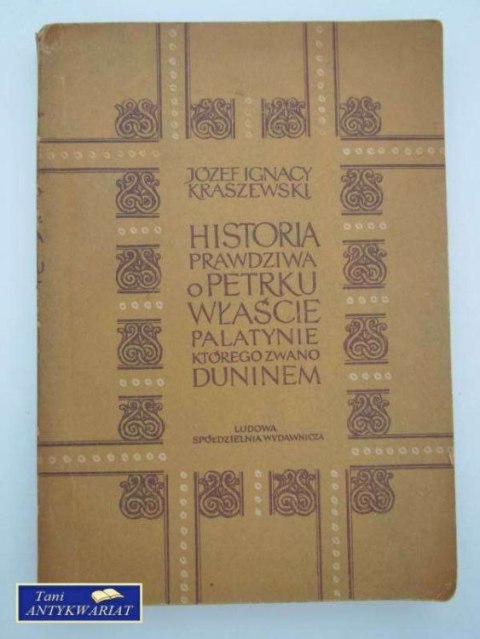 JÓZEF IGNACY
KRASZEWSKI
HISTORIA
PRAWDZIWA
o PETRKU
WŁAŚCIE
PALATYNIE
KTÓREGO ZWANO
DUNINEM
LUDOWA
SPÓŁDZIELNIA WYDAWNICZA
Tani
ANTYKWARIAT